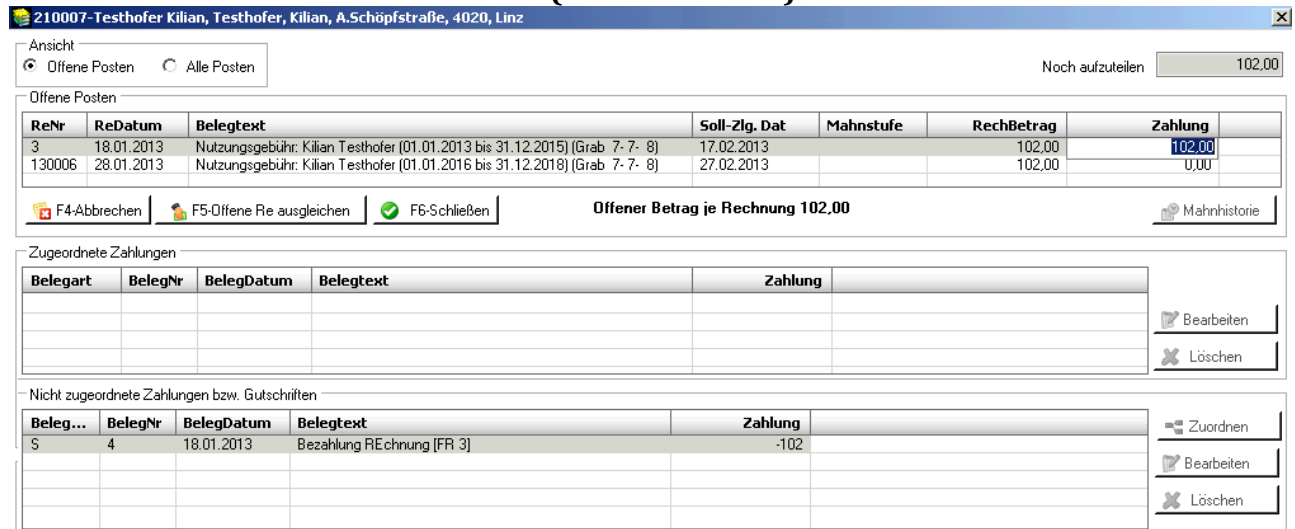 210007-Testhofer Kilian, Testhofer, Kilian, A.Schöpfstraße, 4020, Linz
Ansicht
Offene Posten Alle Posten
Noch aufzuteilen 102,00
Offene Posten
ReNr ReDatum Belegtext Soll-Zlg. Dat Mahnstufe RechBetrag Zahlung
3 18.01.2013 Nutzungsgebühr: Kilian Testhofer (01.01.2013 bis 31.12.2015) (Grab 7- 7- 8) 17.02.2013 102,00 102,00
130006 28.01.2013 Nutzungsgebühr: Kilian Testhofer (01.01.2016 bis 31.12.2018) (Grab 7- 7- 8) 27.02.2013 102,00 0,00
F4-Abbrechen F5-Offene Re ausgleichen F6-Schließen Offener Betrag je Rechnung 102,00 Mahnhistorie
Zugeordnete Zahlungen
Belegart BelegNr BelegDatum Belegtext Zahlung
Bearbeiten
Löschen
Nicht zugeordnete Zahlungen bzw. Gutschriften
Beleg... BelegNr BelegDatum Belegtext Zahlung
Zuordnen
S 4 18.01.2013 Bezahlung REchnung [FR 3] -102
Bearbeiten
Löschen